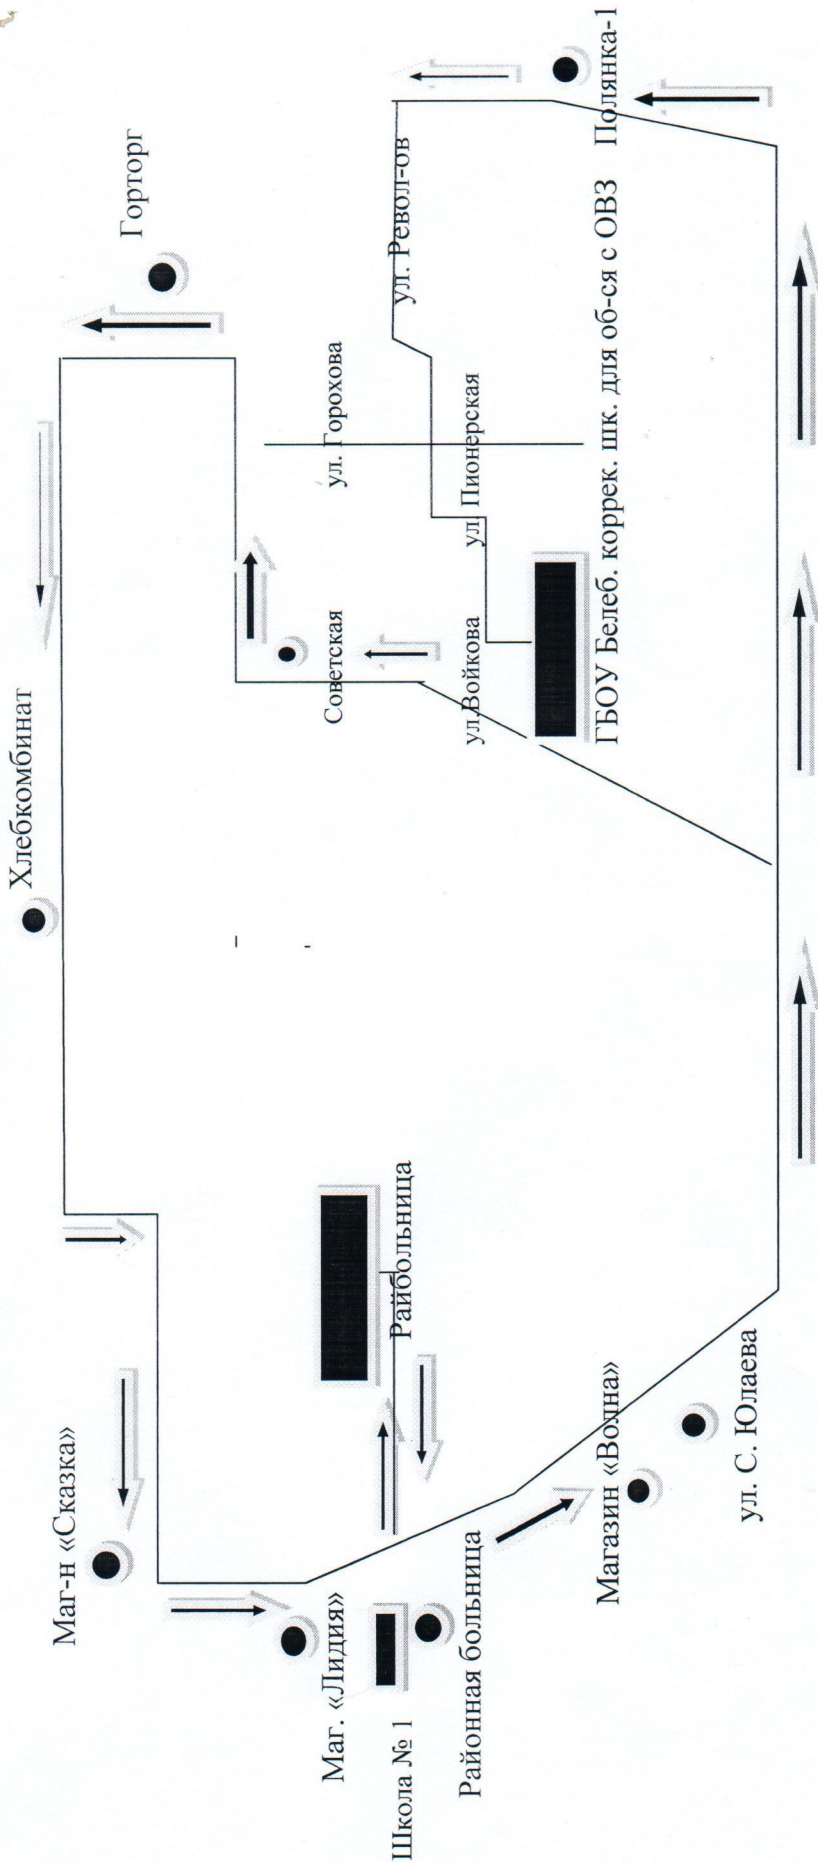 Хлебкомбинат
Горторг
Маг-н «Сказка»
ул. Горохова
Советская
ул. Револ-ов
Маг. «Лидия»
Райбольница
Школа № 1
ул. Пионерская
ул.Войкова
Районная больница
ГБОУ Белеб. коррек. шк. для об-ся с ОВЗ
Полянка-1
Магазин «Волна»
ул. С. Юлаева